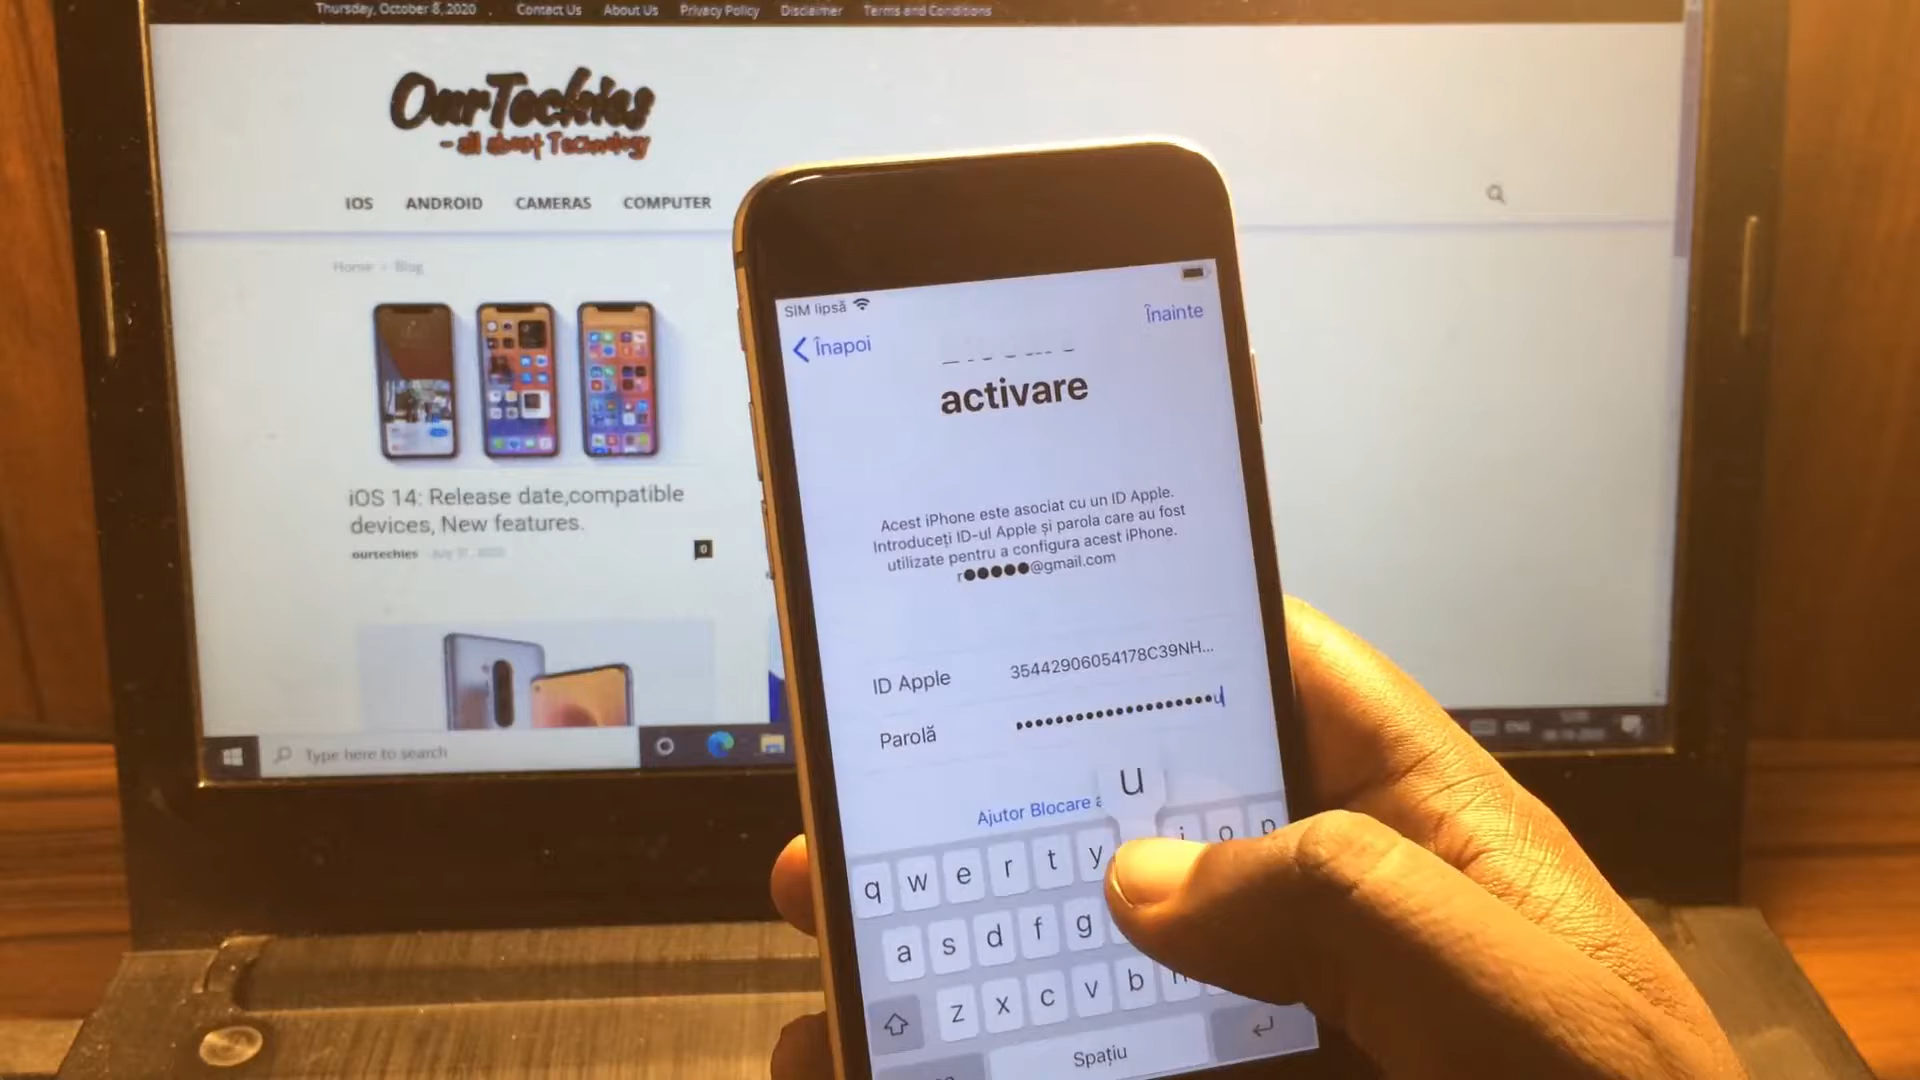 Thursday, October 8, 2020 Contact Us About Us Privacy Policy Disclaimer Terms and Conditions
OurTechies
- all about Technology
IOS ANDROID CAMERAS COMPUTER
Home > Blog
iOS 14: Release date,compatible
devices, New features.
ourtechies
0
Type here to search
SIM lipsă
Înainte
Înapoi
activare
Acest iPhone este asociat cu un ID Apple.
Introduceți ID-ul Apple și parola care au fost
utilizate pentru a configura acest iPhone.
r●●●●●@gmail.com
ID Apple 35442906054178C39NH...
Parolă ••••••••••••••••••••u
Ajutor Blocare a
u
q w e r t y i o p
a s d f g
z x c v b n
Spațiu